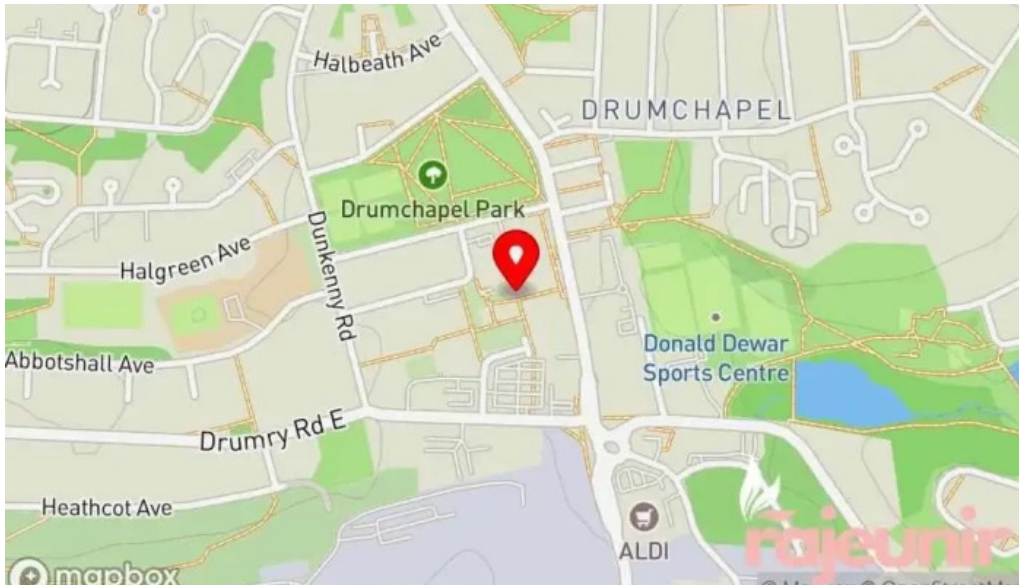 Halbeath Ave
DRUMCHAPEL
Drumchapel Park
Dunkenny Rd
Halgreen Ave
Donald Dewar
Sports Centre
Abbotshall Ave
Drumry Rd E
Heathcot Ave
ALDI
rajeunir
mapbox